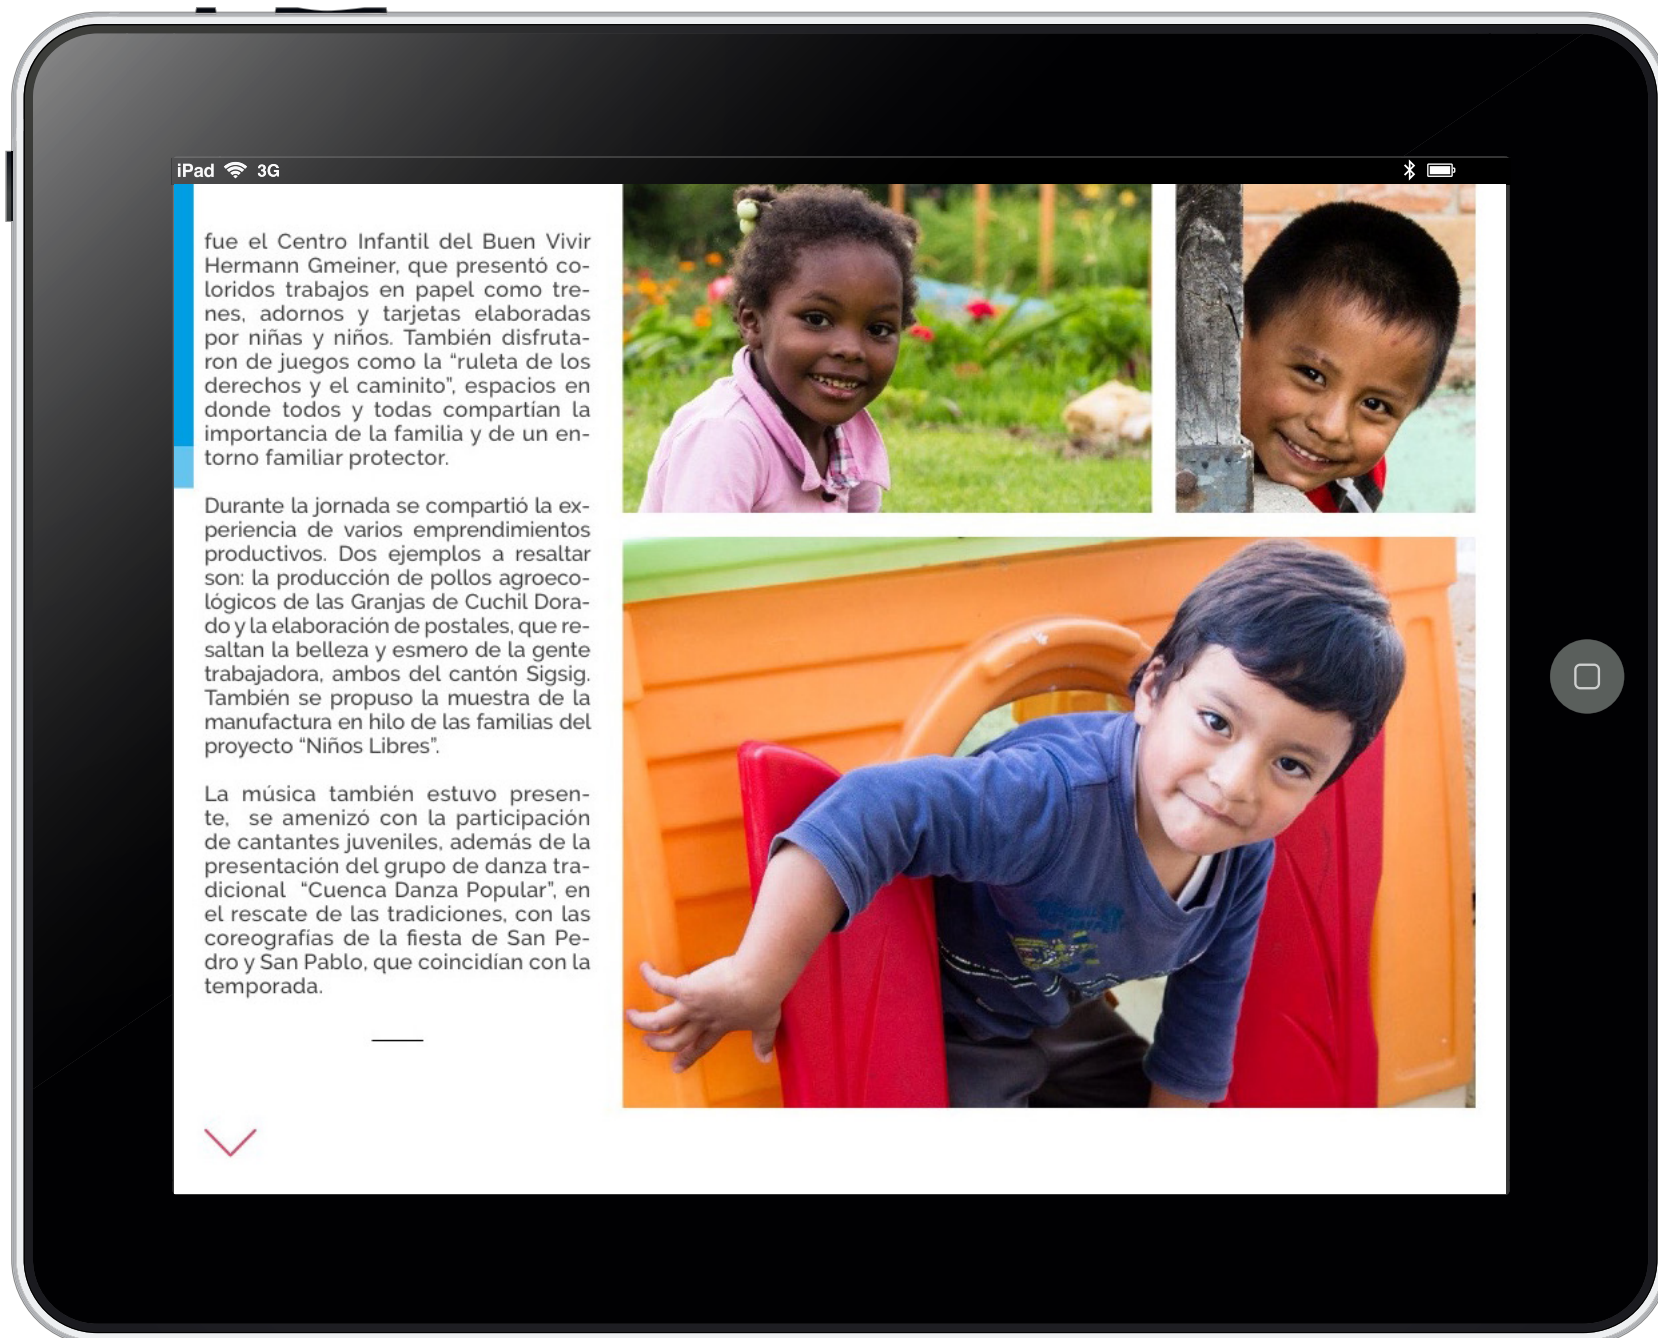 iPad 3G
fue el Centro Infantil del Buen Vivir
Hermann Gmeiner, que presentó co-
loridos trabajos en papel como tre-
nes, adornos y tarjetas elaboradas
por niñas y niños. También disfruta-
ron de juegos como la “ruleta de los
derechos y el caminito”, espacios en
donde todos y todas compartían la
importancia de la familia y de un en-
torno familiar protector.
Durante la jornada se compartió la ex-
periencia de varios emprendimientos
productivos. Dos ejemplos a resaltar
son: la producción de pollos agroeco-
lógicos de las Granjas de Cuchil Dora-
do y la elaboración de postales, que re-
saltan la belleza y esmero de la gente
trabajadora, ambos del cantón Sigsig.
También se propuso la muestra de la
manufactura en hilo de las familias del
proyecto “Niños Libres”.
La música también estuvo presen-
te,  se amenizó con la participación
de cantantes juveniles, además de la
presentación del grupo de danza tra-
dicional  “Cuenca Danza Popular”, en
el rescate de las tradiciones, con las
coreografías de la fiesta de San Pe-
dro y San Pablo, que coincidían con la
temporada.